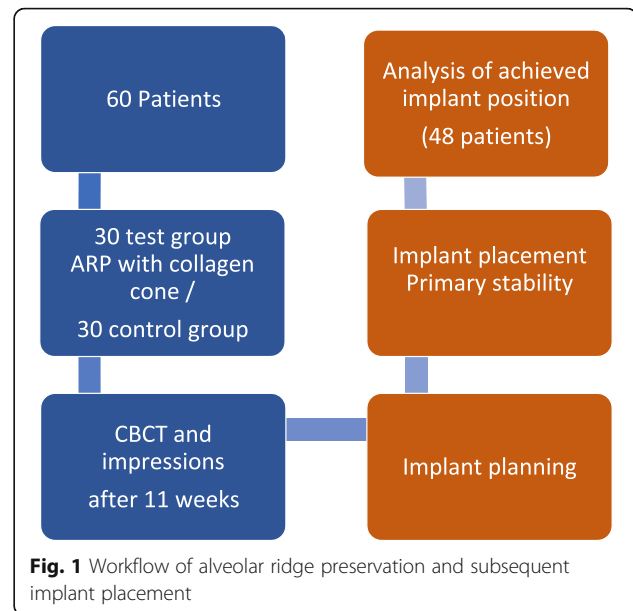 60 Patients
30 test group
ARP with collagen
cone /
30 control group
CBCT and
impressions
after 11 weeks
Implant planning
Implant placement
Primary stability
Analysis of achieved
implant position
(48 patients)
Fig. 1 Workflow of alveolar ridge preservation and subsequent
implant placement